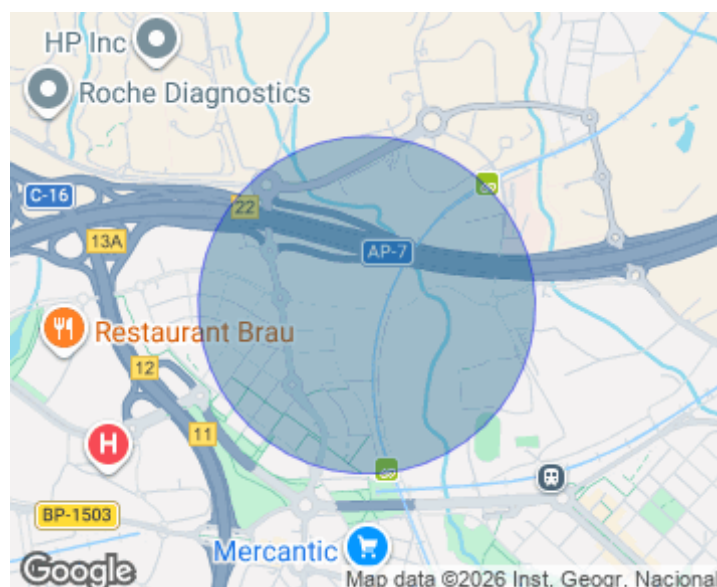 HP Inc
Roche Diagnostics
C-16
22
13A
AP-7
Restaurant Brau
12
11
H
BP-1503
Mercantic
Google
Map data ©2026 Inst. Geogr. Nacional